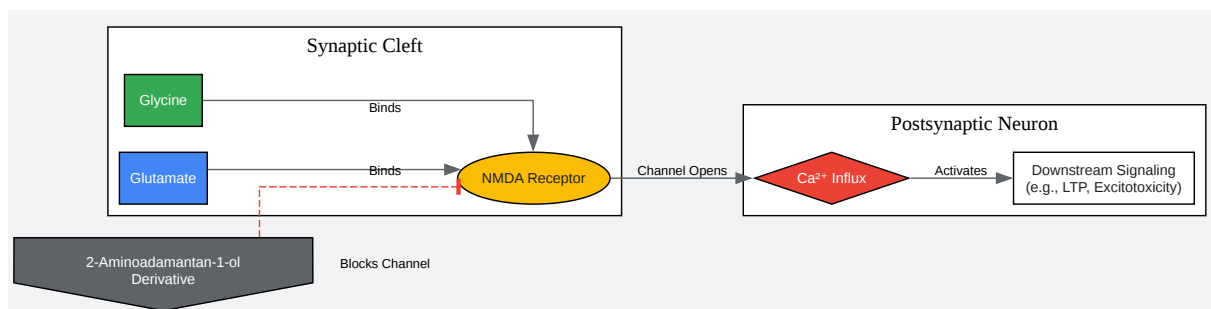 Synaptic Cleft
Glycine
Binds
Glutamate
Binds
NMDA Receptor
Channel Opens
Postsynaptic Neuron
Ca²⁺ Influx
Activates
Downstream Signaling
(e.g., LTP, Excitotoxicity)
2-Aminoadamantan-1-ol
Derivative
Blocks Channel